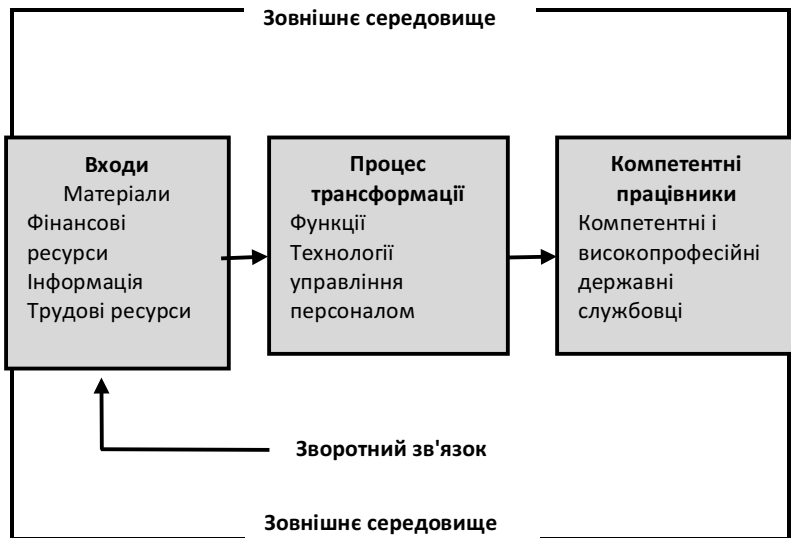 Зовнішнє середовище
Входи
Матеріали
Фінансові
ресурси
Інформація
Трудові ресурси
Процес
трансформації
Функції
Технології
управління
персоналом
Компетентні
працівники
Компетентні і
високопрофесійні
державні
службовці
Зворотний зв'язок
Зовнішнє середовище